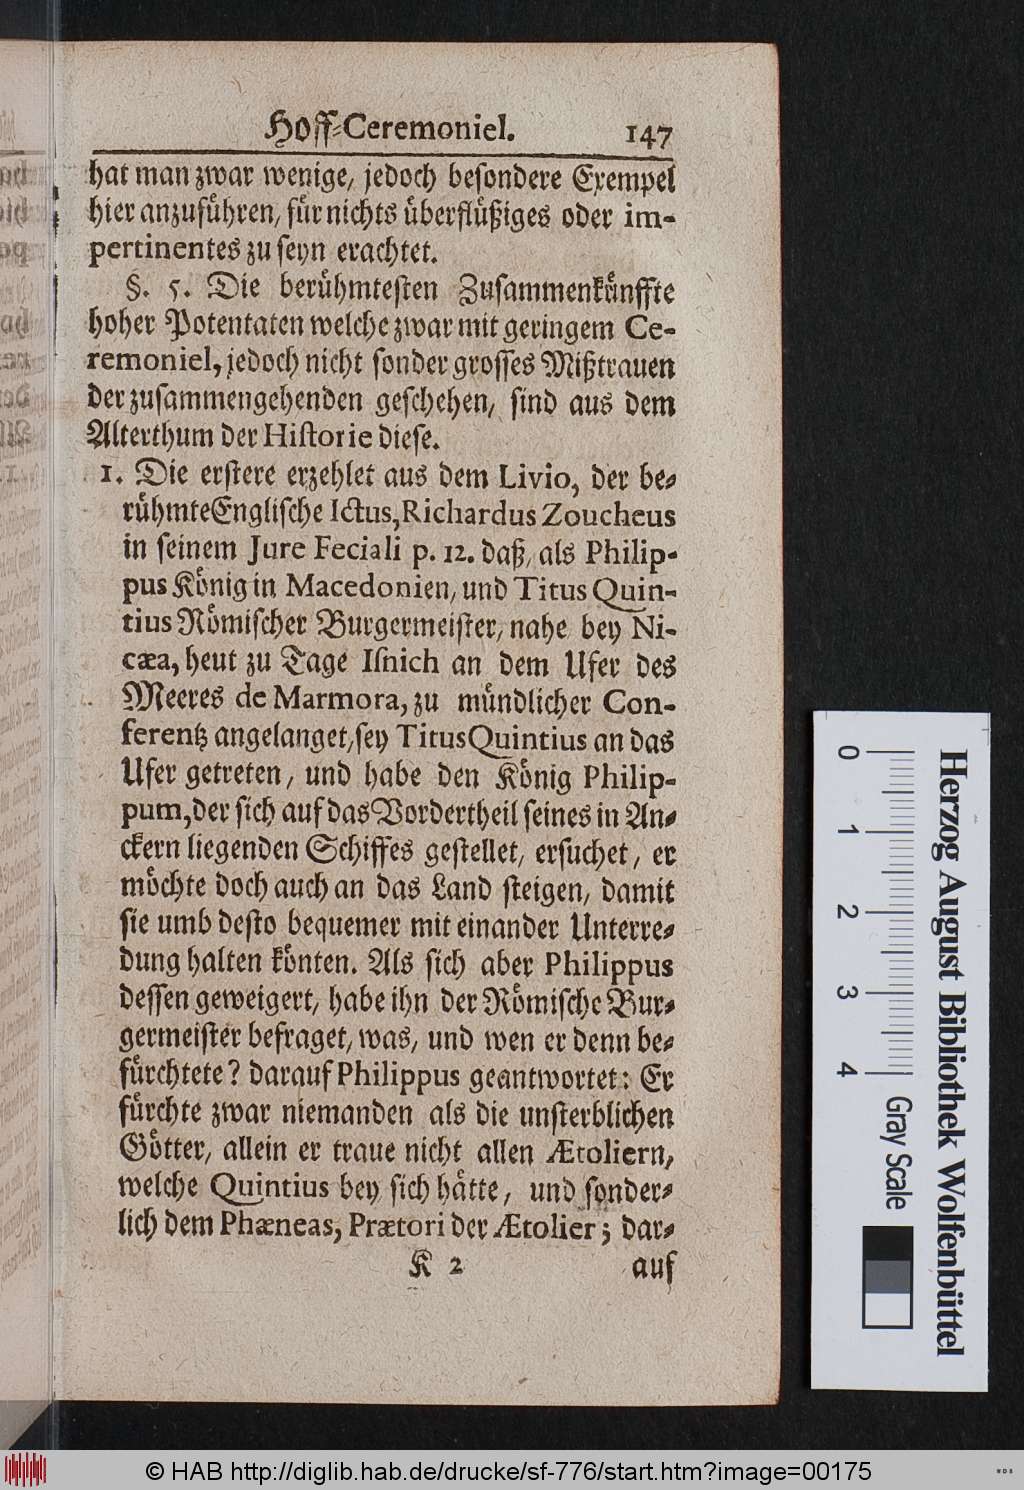 Hoff-Ceremoniel. 147
hat man zwar wenige, jedoch besondere Exempel
hier anzuführen, für nichts überflüßiges oder im-
pertinentes zu seyn erachtet.
§. 5. Die berühmtesten Zusammenkünffte
hoher Potentaten welche zwar mit geringem Ce-
remoniel, jedoch nicht sonder grosses Mißtrauen
der zusammengehenden geschehen, sind aus dem
Alterthum der Historie diese.
1. Die erstere erzehlet aus dem Livio, der be-
rühmte Englische Ictus, Richardus Zoucheus
in seinem Jure Feciali p. 12. daß, als Philip-
pus König in Macedonien, und Titus Quin-
tius Römischer Burgermeister, nahe bey Ni-
cæa, heut zu Tage Isnich an dem Ufer des
Meeres de Marmora, zu mündlicher Con-
ferentz angelanget, sey Titus Quintius an das
Ufer getreten, und habe den König Philip-
pum, der sich auf das Vordertheil seines in An-
ckern liegenden Schiffes gestellet, ersuchet, er
möchte doch auch an das Land steigen, damit
sie umb desto bequemer mit einander Unterre-
dung halten könten. Als sich aber Philippus
dessen geweigert, habe ihn der Römische Bur-
germeister befraget, was, und wen er denn be-
fürchtete? darauf Philippus geantwortet: Er
fürchte zwar niemanden als die unsterblichen
Götter, allein er traue nicht allen Ætoliern,
welche Quintius bey sich hätte, und sonder-
lich dem Phæneas, Prætori der Ætolier; dar-
K 2 auf
0 1 2 3 4
Gray Scale
Herzog August Bibliothek Wolfenbüttel
© HAB http://diglib.hab.de/drucke/sf-776/start.htm?image=00175